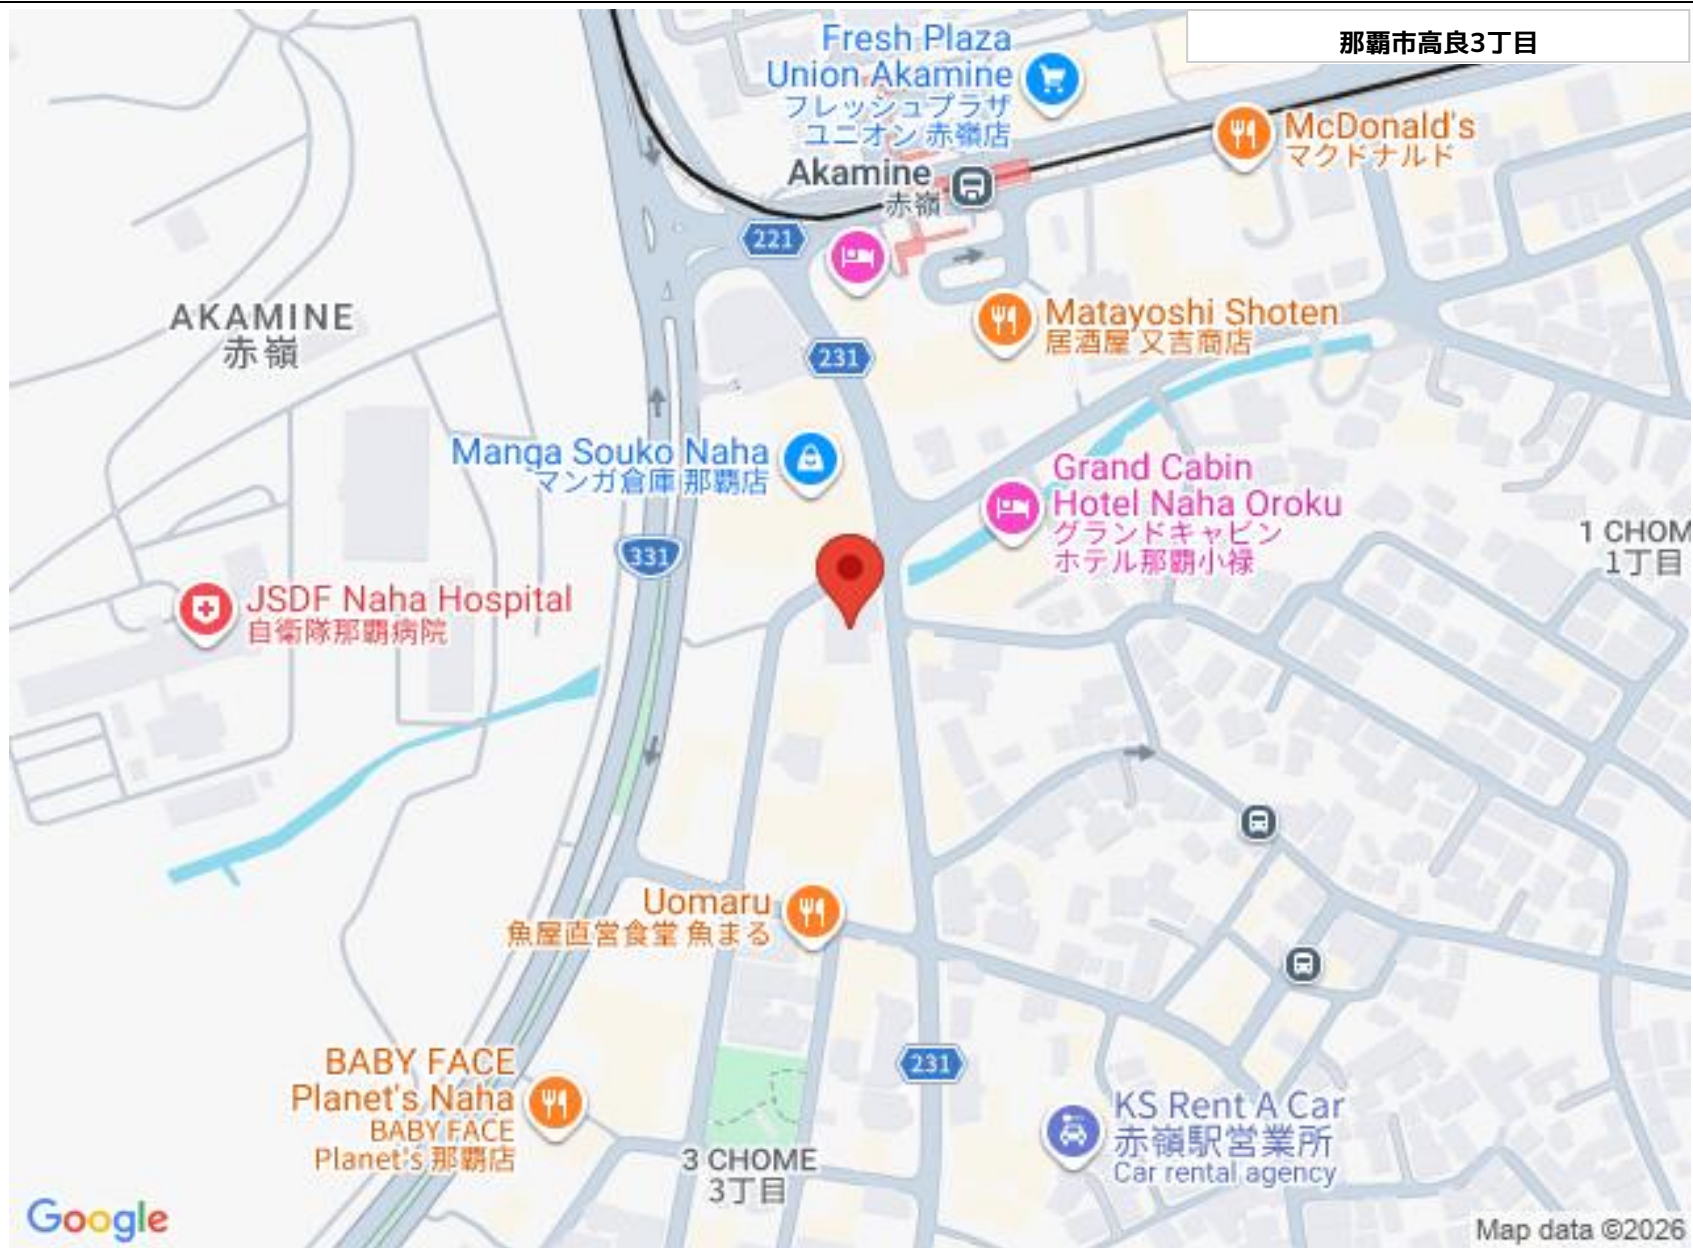 那覇市高良3丁目
Fresh Plaza
Union Akamine
フレッシュプラザ
ユニオン 赤嶺店
McDonald's
マクドナルド
Akamine
赤嶺
221
AKAMINE
赤嶺
Matayoshi Shoten
居酒屋 又吉商店
231
Manga Souko Naha
マンガ倉庫 那覇店
Grand Cabin
Hotel Naha Oroku
グランドキャビン
ホテル那覇小禄
1 CHOM
1丁目
331
JSDF Naha Hospital
自衛隊那覇病院
Uomaru
魚屋直営食堂 魚まる
BABY FACE
Planet's Naha
BABY FACE
Planet's 那覇店
231
KS Rent A Car
赤嶺駅営業所
Car rental agency
3 CHOME
3丁目
Google
Map data ©2026